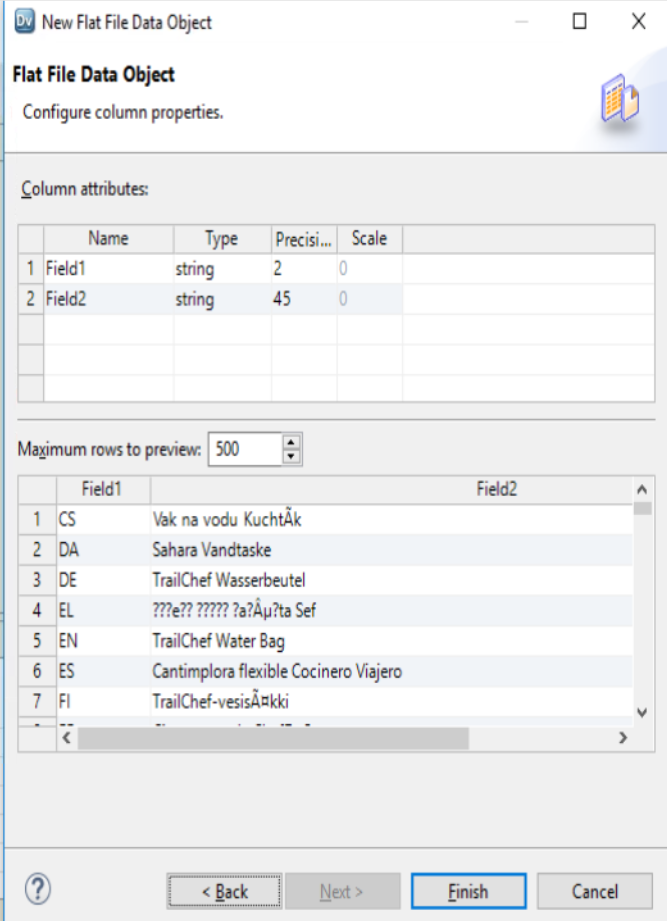 Dv New Flat File Data Object
Flat File Data Object
Configure column properties.
Column attributes:
Name Type Precisi... Scale
1 Field1 string 2 0
2 Field2 string 45 0
Maximum rows to preview: 500
Field1 Field2
1 CS Vak na vodu KuchtÃk
2 DA Sahara Vandtaske
3 DE TrailChef Wasserbeutel
4 EL ???e?? ????? ?a?Âµ?ta Sef
5 EN TrailChef Water Bag
6 ES Cantimplora flexible Cocinero Viajero
7 FI TrailChef-vesisÃ¤kki
? < Back Next > Finish Cancel